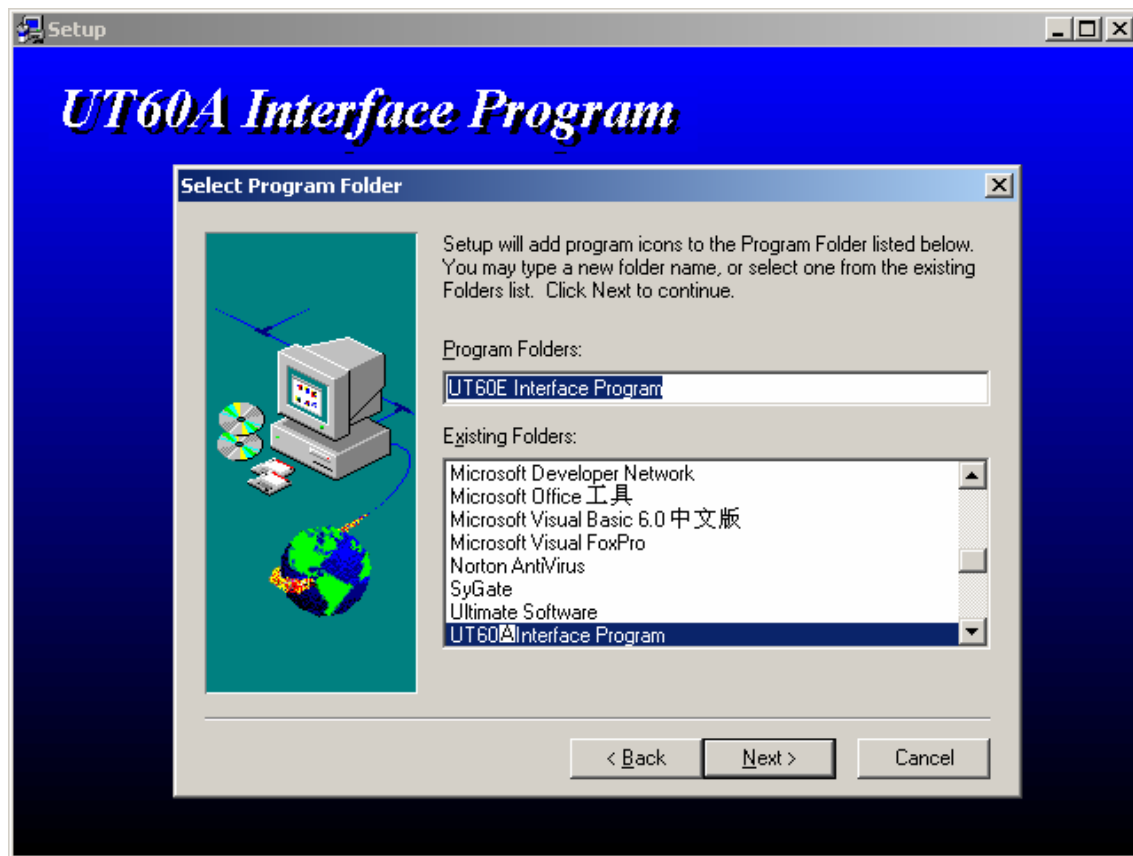 Setup
UT60A Interface Program
Select Program Folder
Setup will add program icons to the Program Folder listed below.
You may type a new folder name, or select one from the existing
Folders list.  Click Next to continue.
Program Folders:
UT60E Interface Program
Existing Folders:
Microsoft Developer Network
Microsoft Office 工具
Microsoft Visual Basic 6.0 中文版
Microsoft Visual FoxPro
Norton AntiVirus
SyGate
Ultimate Software
UT60A Interface Program
< Back
Next >
Cancel